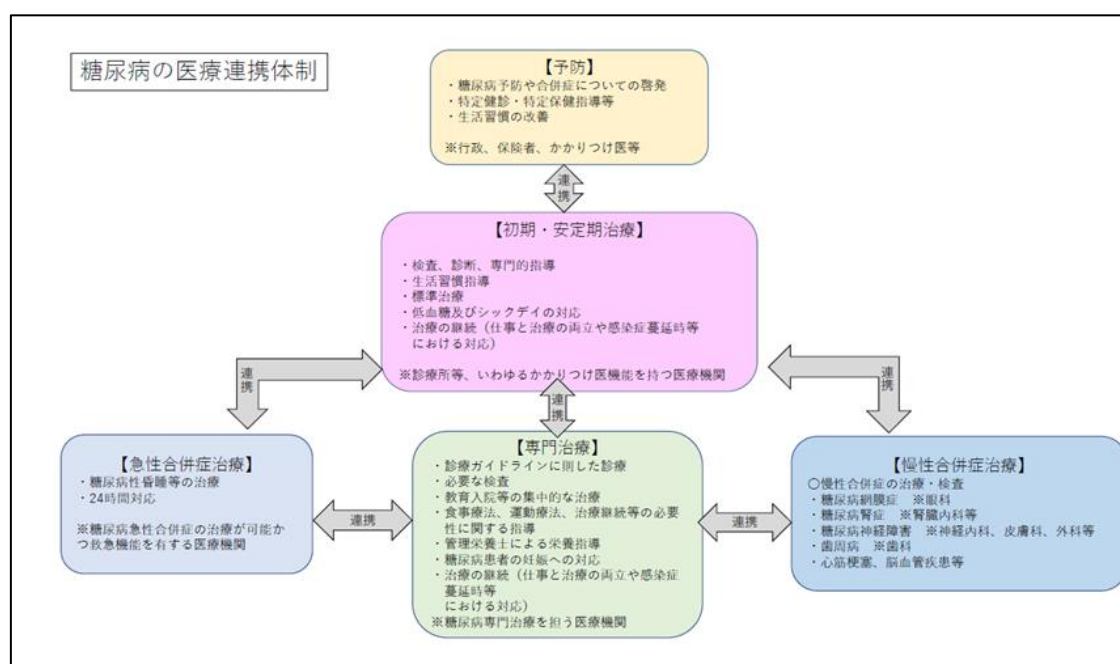 糖尿病の医療連携体制
【予防】
・糖尿病予防や合併症についての啓発
・特定健診・特定保健指導等
・生活習慣の改善
※行政、保険者、かかりつけ医等
連携
【初期・安定期治療】
・検査、診断、専門的指導
・生活習慣指導
・標準治療
・低血糖及びシックデイの対応
・治療の継続（仕事と治療の両立や感染症蔓延時等
における対応）
※診療所等、いわゆるかかりつけ医機能を持つ医療機関
連携
連携
連携
【急性合併症治療】
・糖尿病性昏睡等の治療
・24時間対応
※糖尿病急性合併症の治療が可能か
つ救急機能を有する医療機関
連携
【専門治療】
・診療ガイドラインに則した診療
・必要な検査
・教育入院等の集中的な治療
・食事療法、運動療法、治療継続等の必要
性に関する指導
・管理栄養士による栄養指導
・糖尿病患者の妊娠への対応
・治療の継続（仕事と治療の両立や感染症
蔓延時等
における対応）
※糖尿病専門治療を担う医療機関
連携
【慢性合併症治療】
〇慢性合併症の治療・検査
・糖尿病網膜症　※眼科
・糖尿病腎症　※腎臓内科等
・糖尿病神経障害　※神経内科、皮膚科、外科等
・歯周病　※歯科
・心筋梗塞、脳血管疾患等